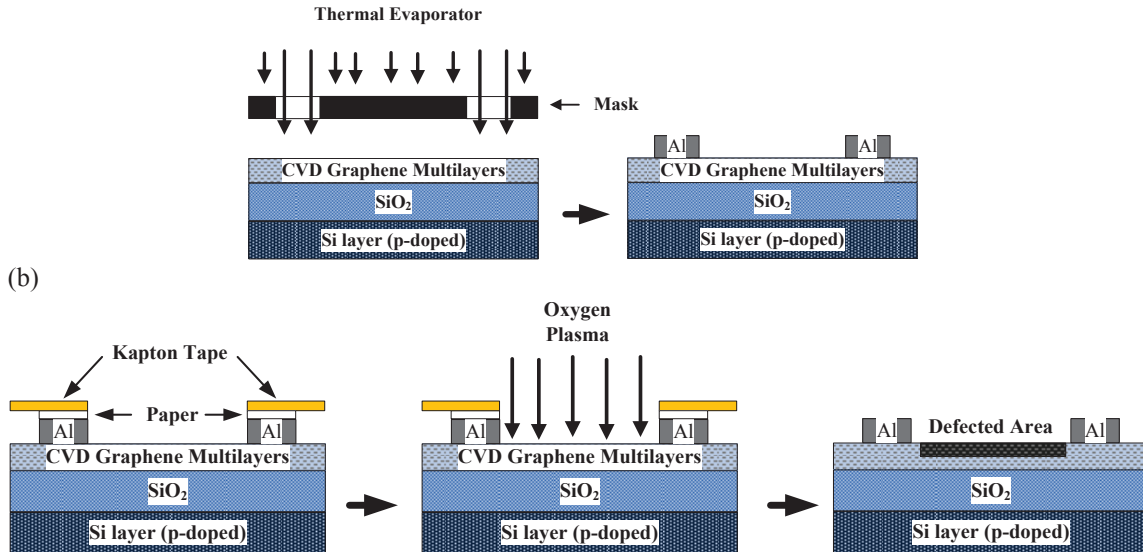 Thermal Evaporator
Mask
Al Al
CVD Graphene Multilayers
SiO2
Si layer (p-doped)
CVD Graphene Multilayers
SiO2
Si layer (p-doped)
(b)
Kapton Tape
Paper
Al Al
CVD Graphene Multilayers
SiO2
Si layer (p-doped)
Oxygen
Plasma
Al Al
CVD Graphene Multilayers
SiO2
Si layer (p-doped)
Al Defected Area Al
SiO2
Si layer (p-doped)